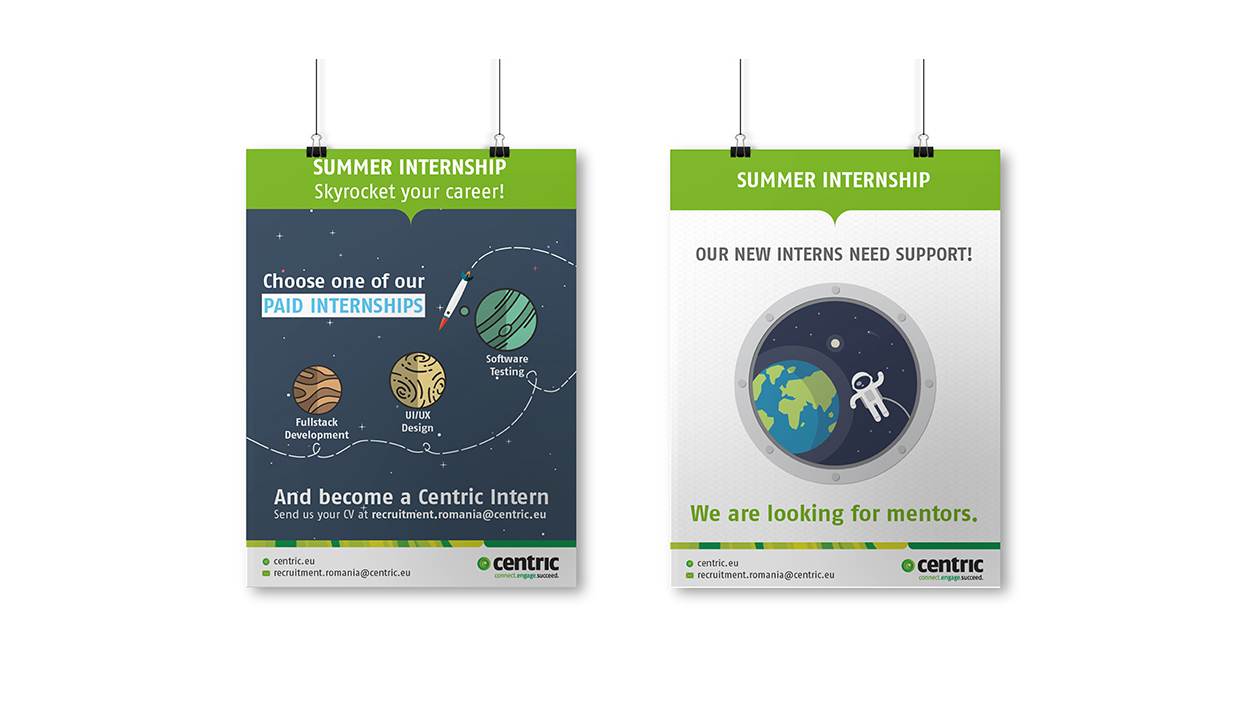 SUMMER INTERNSHIP
Skyrocket your career!
Choose one of our
PAID INTERNSHIPS
Software
Testing
UI/UX
Design
Fullstack
Development
And become a Centric Intern
Send us your CV at recruitment.romania@centric.eu
centric.eu
recruitment.romania@centric.eu
centric
connect.engage.succeed.
SUMMER INTERNSHIP
OUR NEW INTERNS NEED SUPPORT!
We are looking for mentors.
centric.eu
recruitment.romania@centric.eu
centric
connect.engage.succeed.